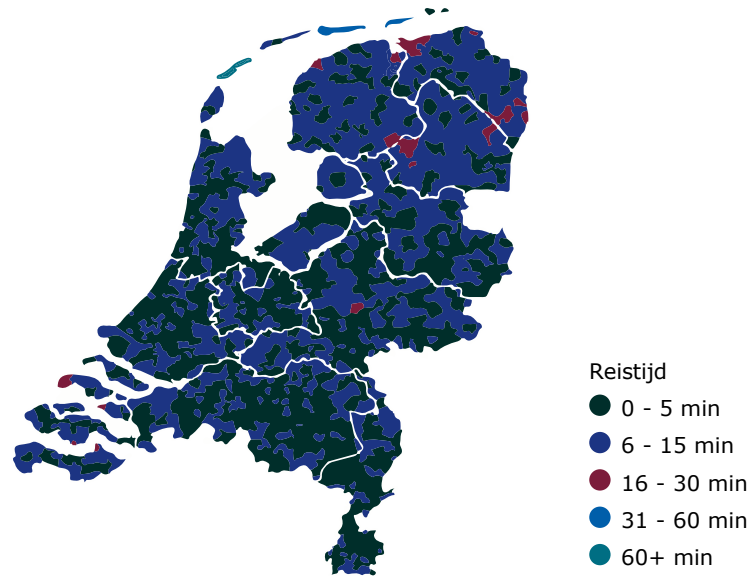 Reistijd
0 - 5 min
6 - 15 min
16 - 30 min
31 - 60 min
60+ min